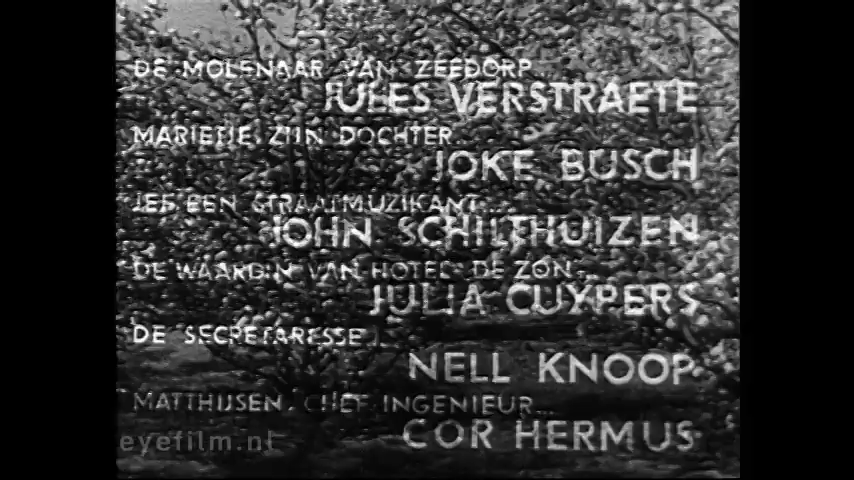 DE MOLENAAR VAN ZEEDORP...
JULES VERSTRAETE
MARIETJE, ZIJN DOCHTER...
JOKE BUSCH
JEF EEN STRAATMUZIKANT...
JOHN SCHILTHUIZEN
DE WAARDIN VAN HOTEL DE ZON...
JULIA CUYPERS
DE SECRETARESSE...
NELL KNOOP
MATTHIJSEN, CHEF INGENIEUR...
COR HERMUS
eyefilm.nl